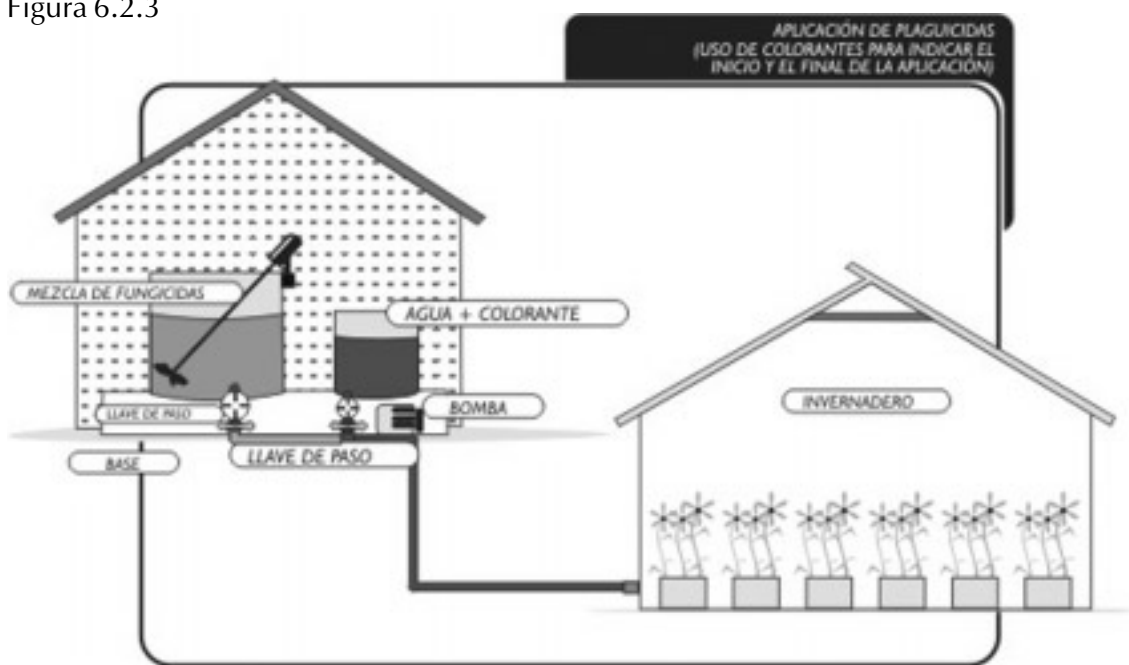 Figura 6.2.3
APLICACIÓN DE PLAGUICIDAS
(USO DE COLORANTES PARA INDICAR EL
INICIO Y EL FINAL DE LA APLICACIÓN)
MEZCLA DE FUNGICIDAS
AGUA + COLORANTE
LLAVE DE PASO
BOMBA
INVERNADERO
BASE
LLAVE DE PASO